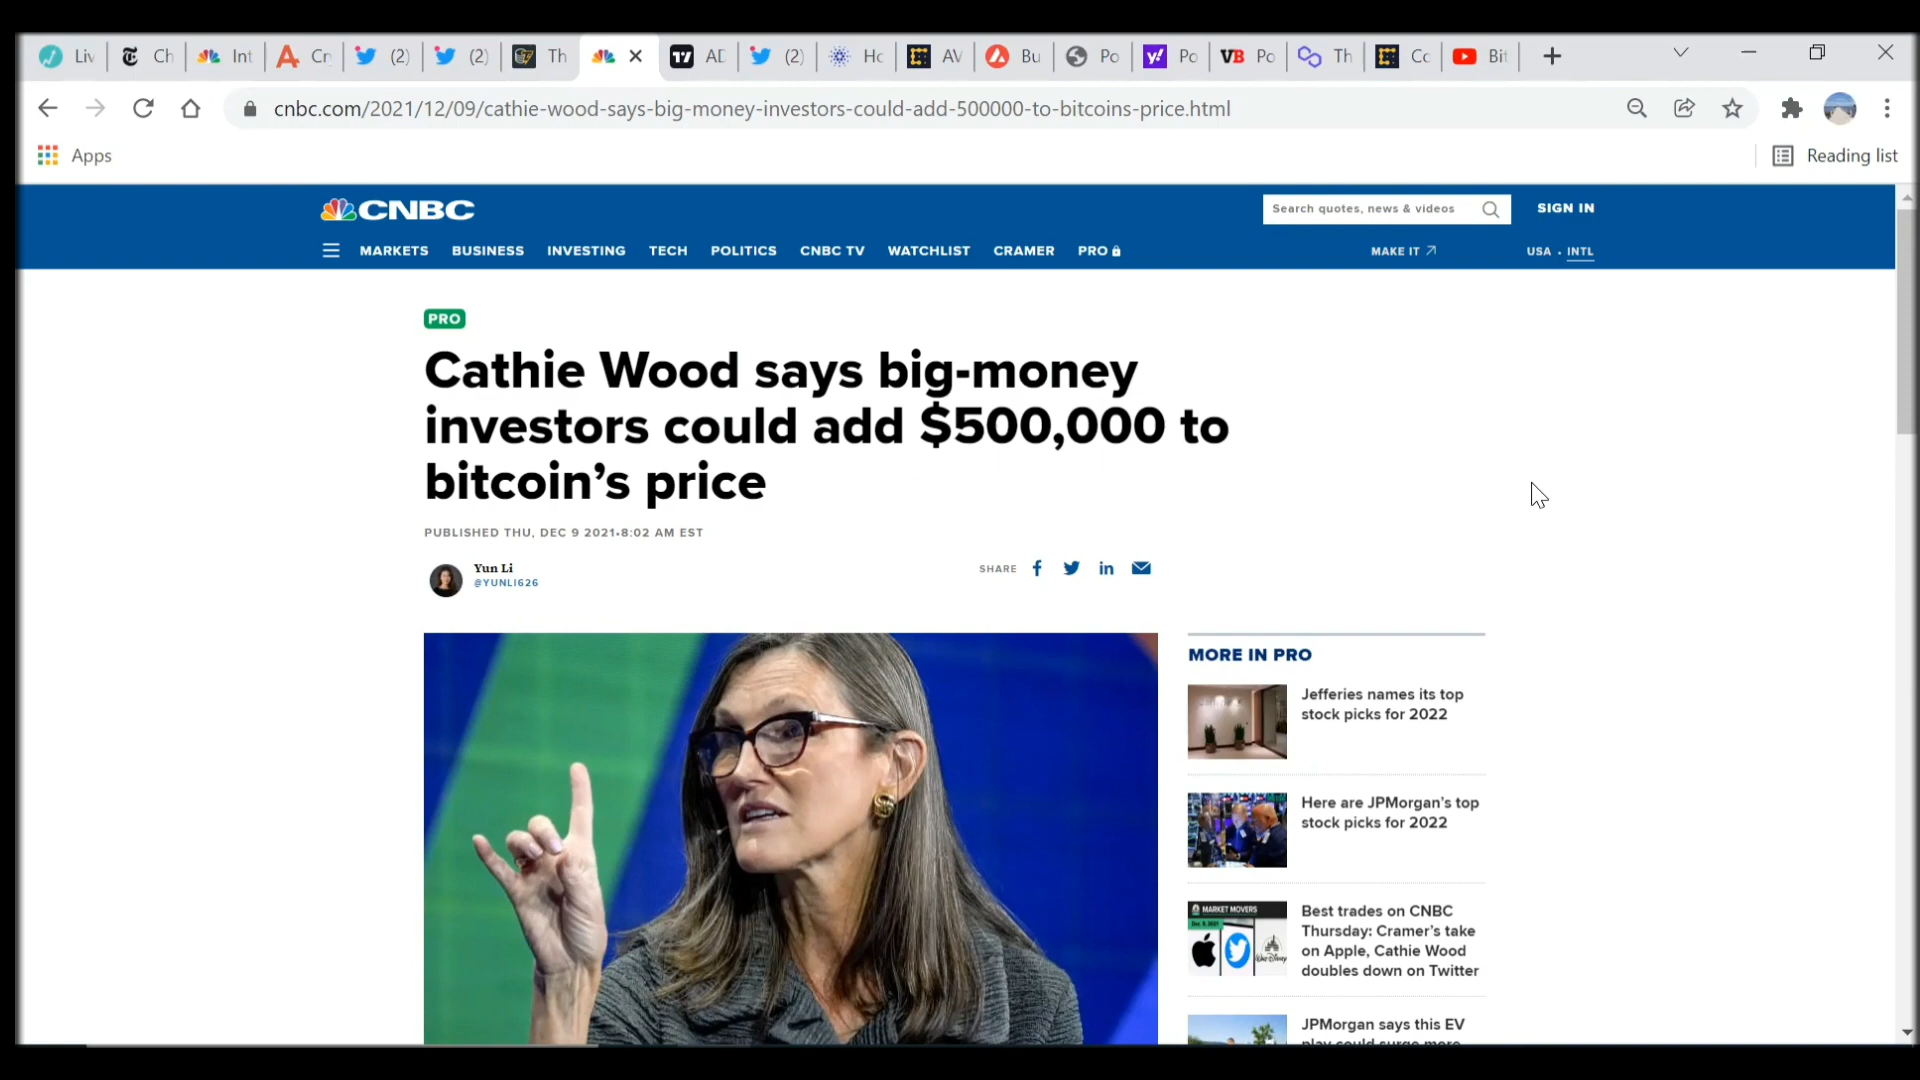 Liv
Ch
Int
Cr
(2)
(2)
Th
AD
(2)
Ho
AV
Bu
Po
Po
VB Po
Th
Co
Bit
cnbc.com/2021/12/09/cathie-wood-says-big-money-investors-could-add-500000-to-bitcoins-price.html
Apps
Reading list
CNBC
Search quotes, news & videos
SIGN IN
MARKETS BUSINESS INVESTING TECH POLITICS CNBC TV WATCHLIST CRAMER PRO
MAKE IT
USA • INTL
PRO
Cathie Wood says big-money
investors could add $500,000 to
bitcoin’s price
PUBLISHED THU, DEC 9 2021•8:02 AM EST
Yun Li
@YUNLI626
SHARE
MORE IN PRO
Jefferies names its top
stock picks for 2022
Here are JPMorgan’s top
stock picks for 2022
MARKET MOVERS
Best trades on CNBC
Thursday: Cramer’s take
on Apple, Cathie Wood
doubles down on Twitter
JPMorgan says this EV
play could surge more